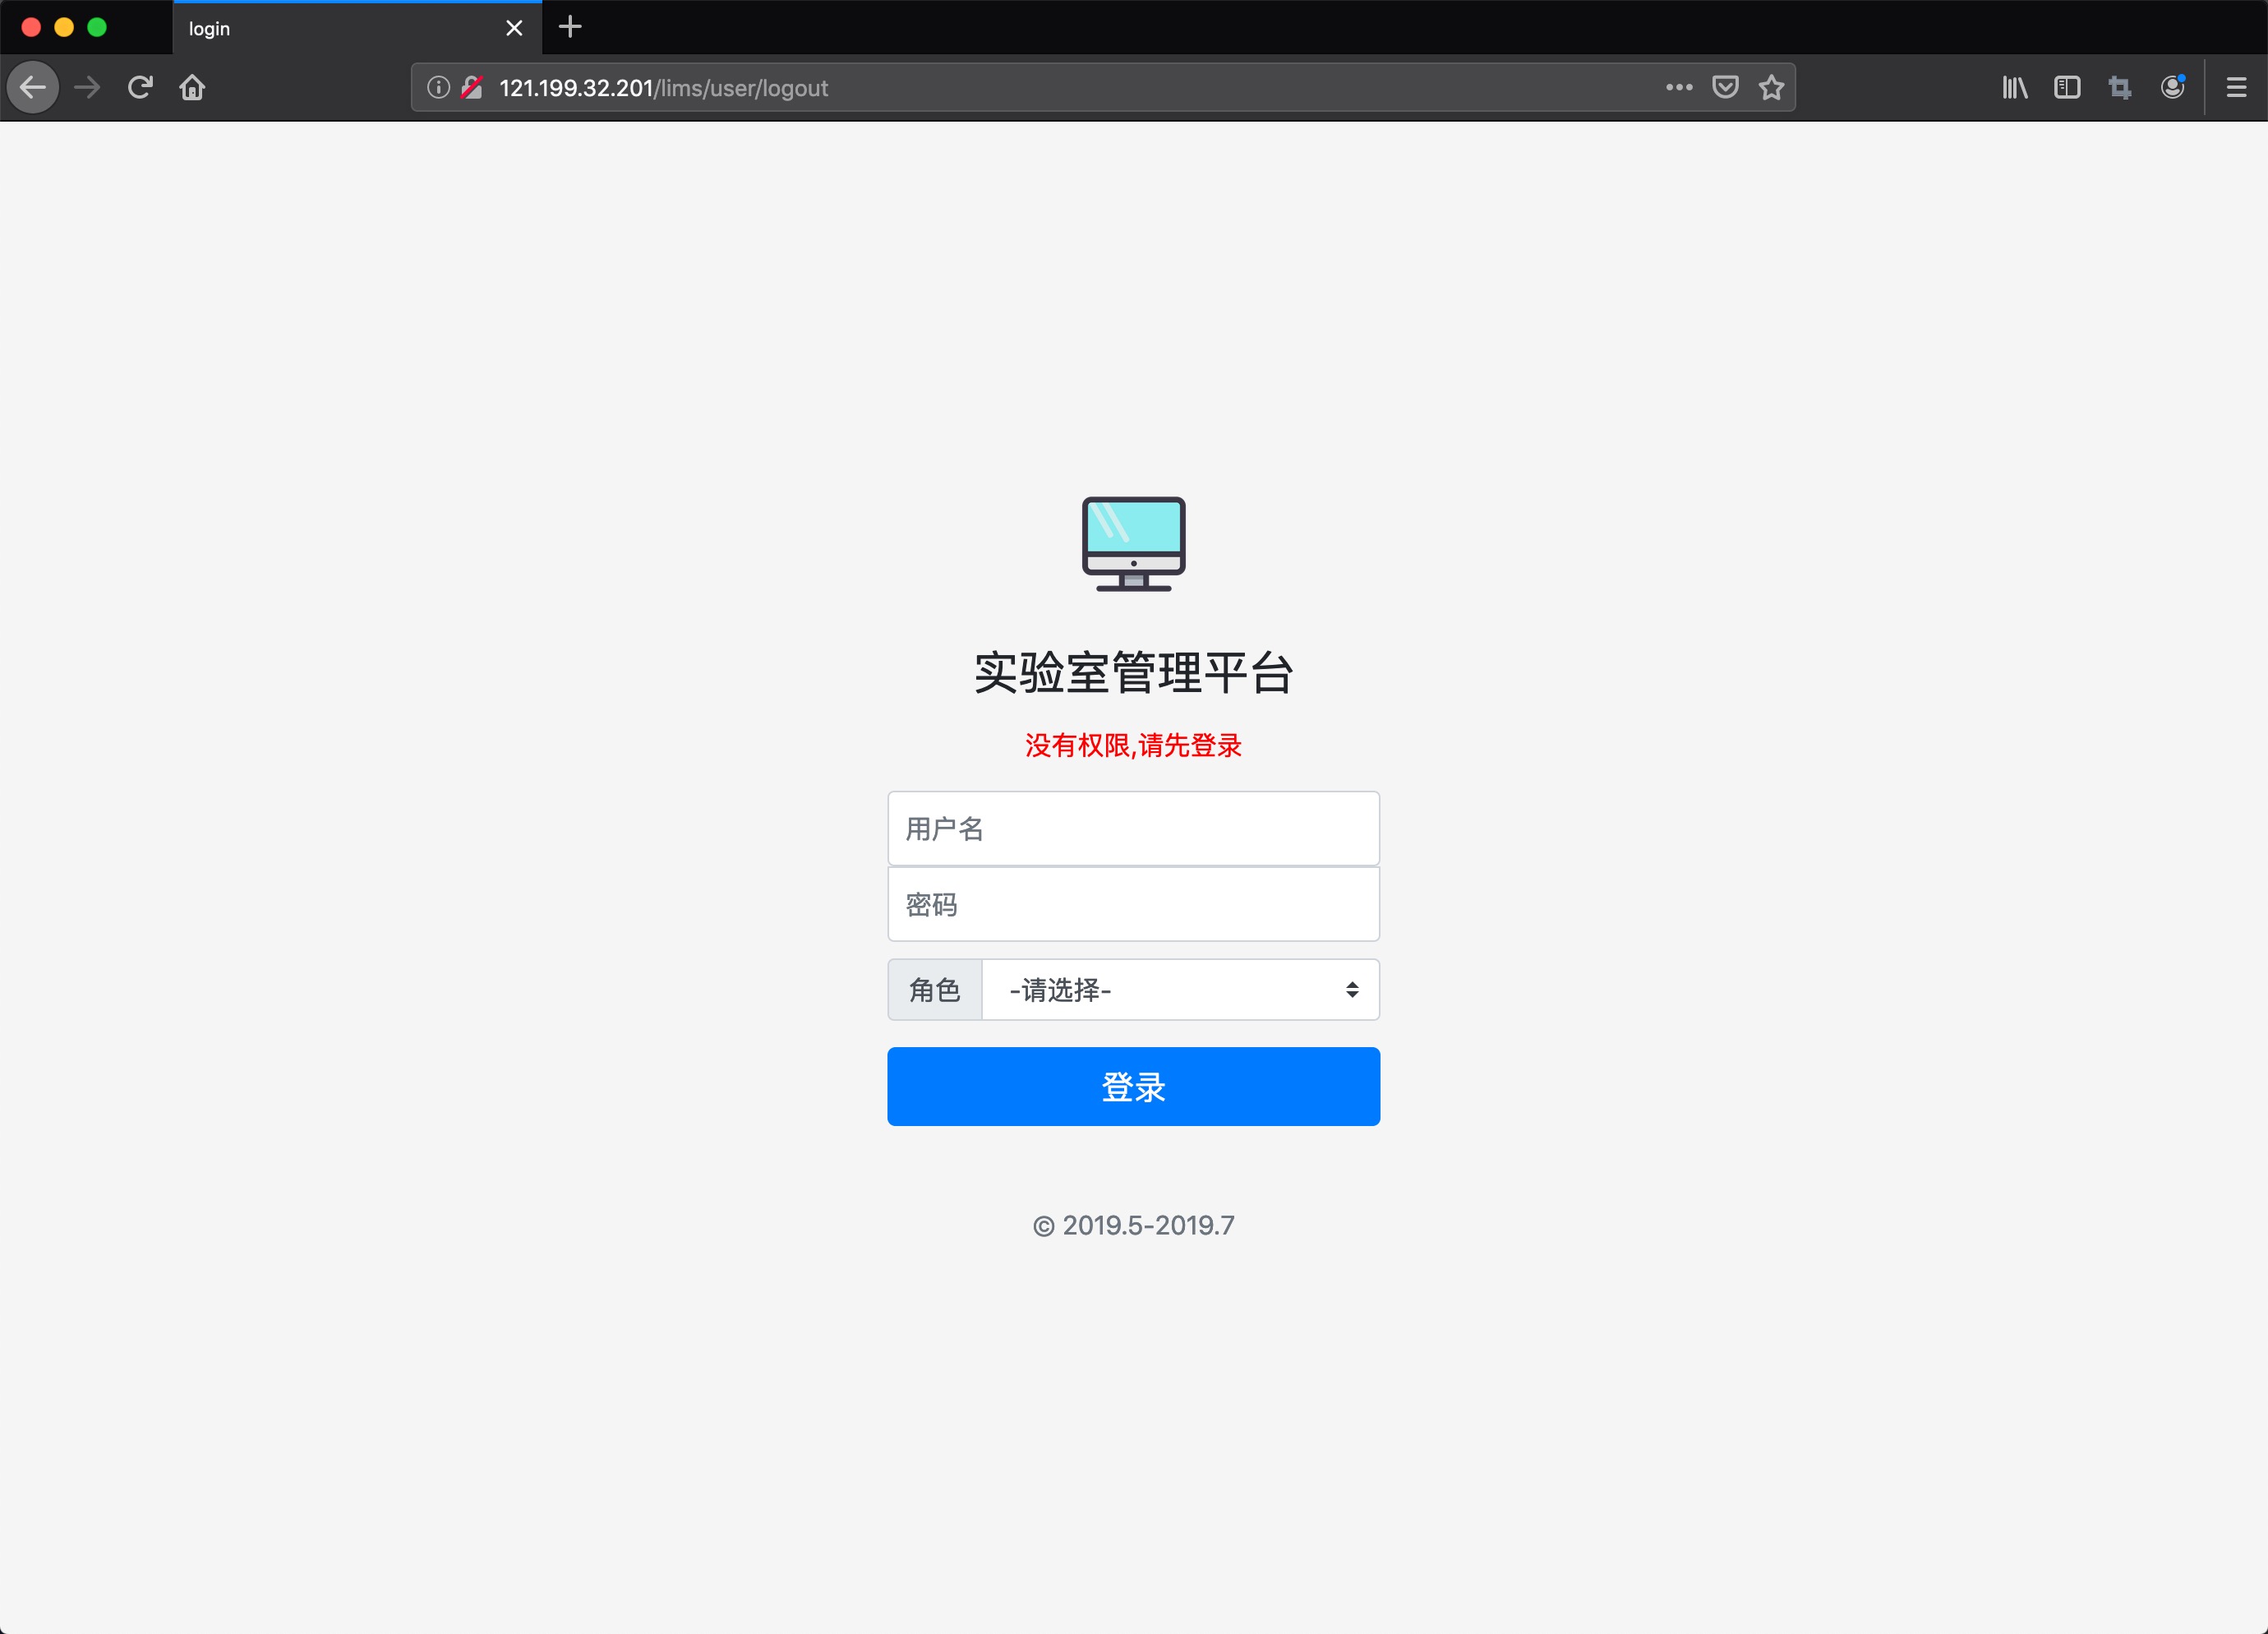 login
121.199.32.201/lims/user/logout
实验室管理平台
没有权限,请先登录
用户名
密码
角色 -请选择-
登录
© 2019.5-2019.7